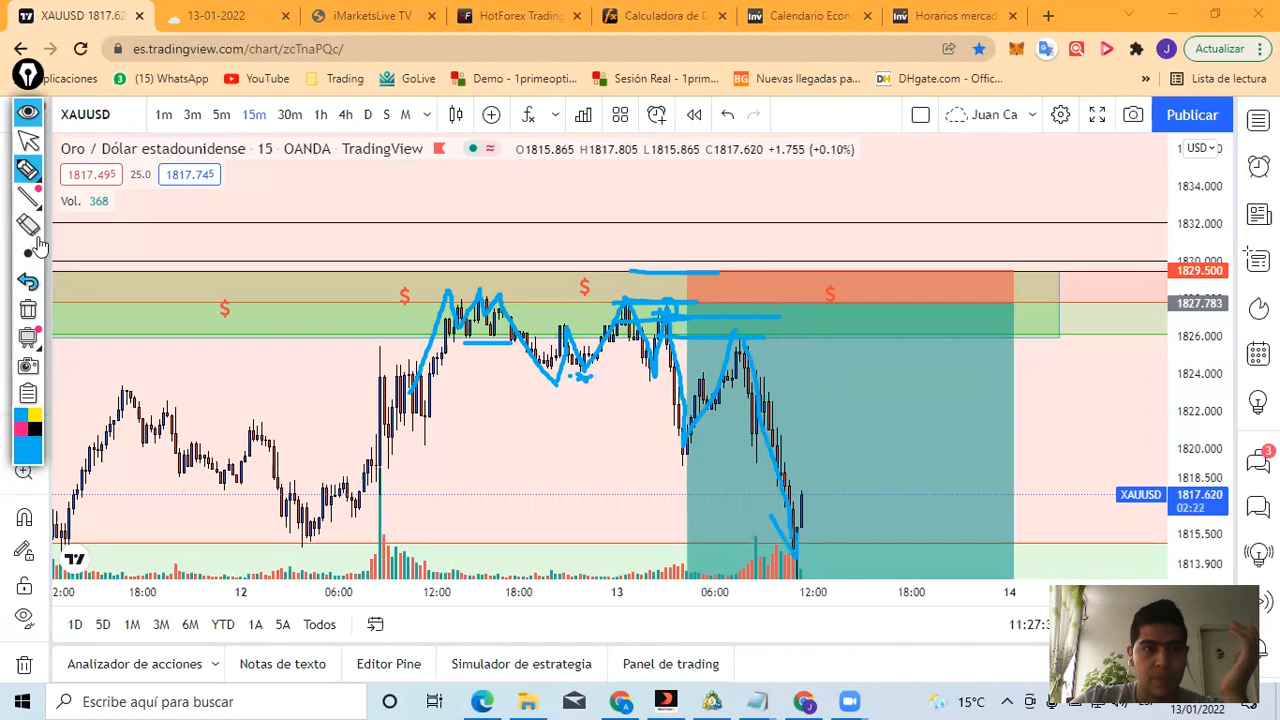 XAUUSD 1817.62
13-01-2022
iMarketsLive TV
HotForex Trading
Calculadora de D
Calendario Econ
Horarios mercad
es.tradingview.com/chart/zcTnaPQc/
Actualizar
plicaciones
(15) WhatsApp
YouTube
Trading
GoLive
Demo - 1primeopti...
Sesión Real - 1prim...
Nuevas llegadas pa...
DHgate.com - Offic...
Lista de lectura
XAUUSD
1m 3m 5m 15m 30m 1h 4h D S M
Juan Ca
Publicar
Oro / Dólar estadounidense · 15 · OANDA · TradingView
O1815.865 H1817.805 L1815.865 C1817.620 +1.755 (+0.10%)
USD
1817.495
25.0
1817.745
1834.000
Vol. 368
1832.000
1830.000
1829.500
$ $ $ $
1827.783
1826.000
1824.000
1822.000
1820.000
1818.500
XAUUSD
1817.620
02:22
1815.500
1813.900
3
2:00 18:00 12 06:00 12:00 18:00 13 06:00 12:00 18:00 14
1D 5D 1M 3M 6M YTD 1A 5A Todos
11:27:3
Analizador de acciones
Notas de texto
Editor Pine
Simulador de estrategia
Panel de trading
Escribe aquí para buscar
15°C
13/01/2022